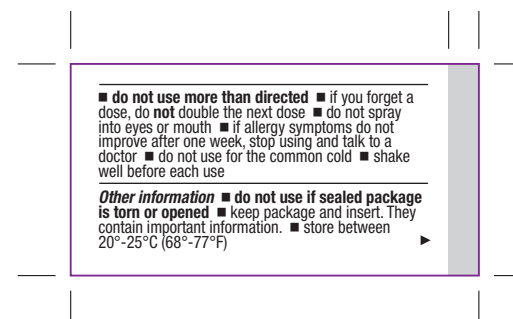 ■ do not use more than directed ■ if you forget a
dose, do not double the next dose ■ do not spray
into eyes or mouth ■ if allergy symptoms do not
improve after one week, stop using and talk to a
doctor ■ do not use for the common cold ■ shake
well before each use
Other information ■ do not use if sealed package
is torn or opened ■ keep package and insert. They
contain important information. ■ store between
20°-25°C (68°-77°F) ►